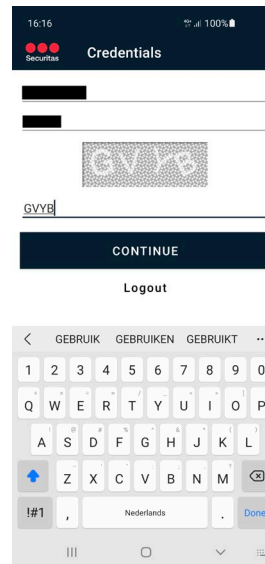 16:16 100%
Securitas
Credentials
GVYB
GVYB
CONTINUE
Logout
GEBRUIK GEBRUIKEN GEBRUIKT
1 2 3 4 5 6 7 8 9 0
Q W E R T Y U I O P
A S D F G H J K L
Z X C V B N M
!#1 , Nederlands . Done